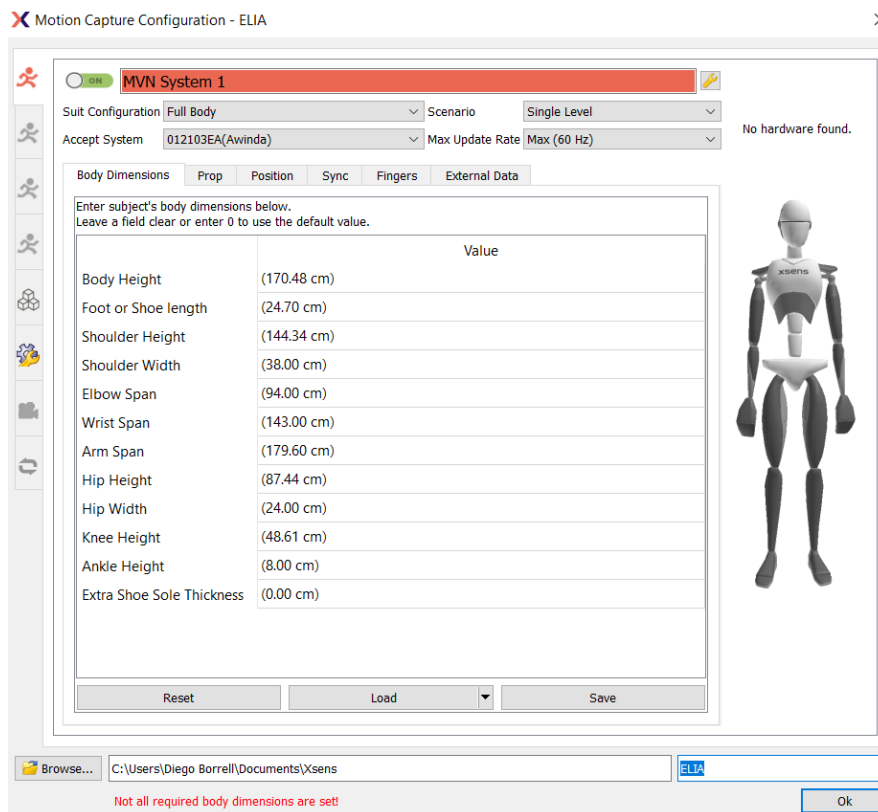 Motion Capture Configuration - ELIA
ON MVN System 1
Suit Configuration Full Body Scenario Single Level
Accept System 012103EA(Awinda) Max Update Rate Max (60 Hz)
No hardware found.
Body Dimensions Prop Position Sync Fingers External Data
Enter subject's body dimensions below.
Leave a field clear or enter 0 to use the default value.
Value
Body Height (170.48 cm)
Foot or Shoe length (24.70 cm)
Shoulder Height (144.34 cm)
Shoulder Width (38.00 cm)
Elbow Span (94.00 cm)
Wrist Span (143.00 cm)
Arm Span (179.60 cm)
Hip Height (87.44 cm)
Hip Width (24.00 cm)
Knee Height (48.61 cm)
Ankle Height (8.00 cm)
Extra Shoe Sole Thickness (0.00 cm)
xsens
Reset Load Save
Browse... C:\Users\Diego Borrell\Documents\Xsens ELIA
Not all required body dimensions are set!
Ok